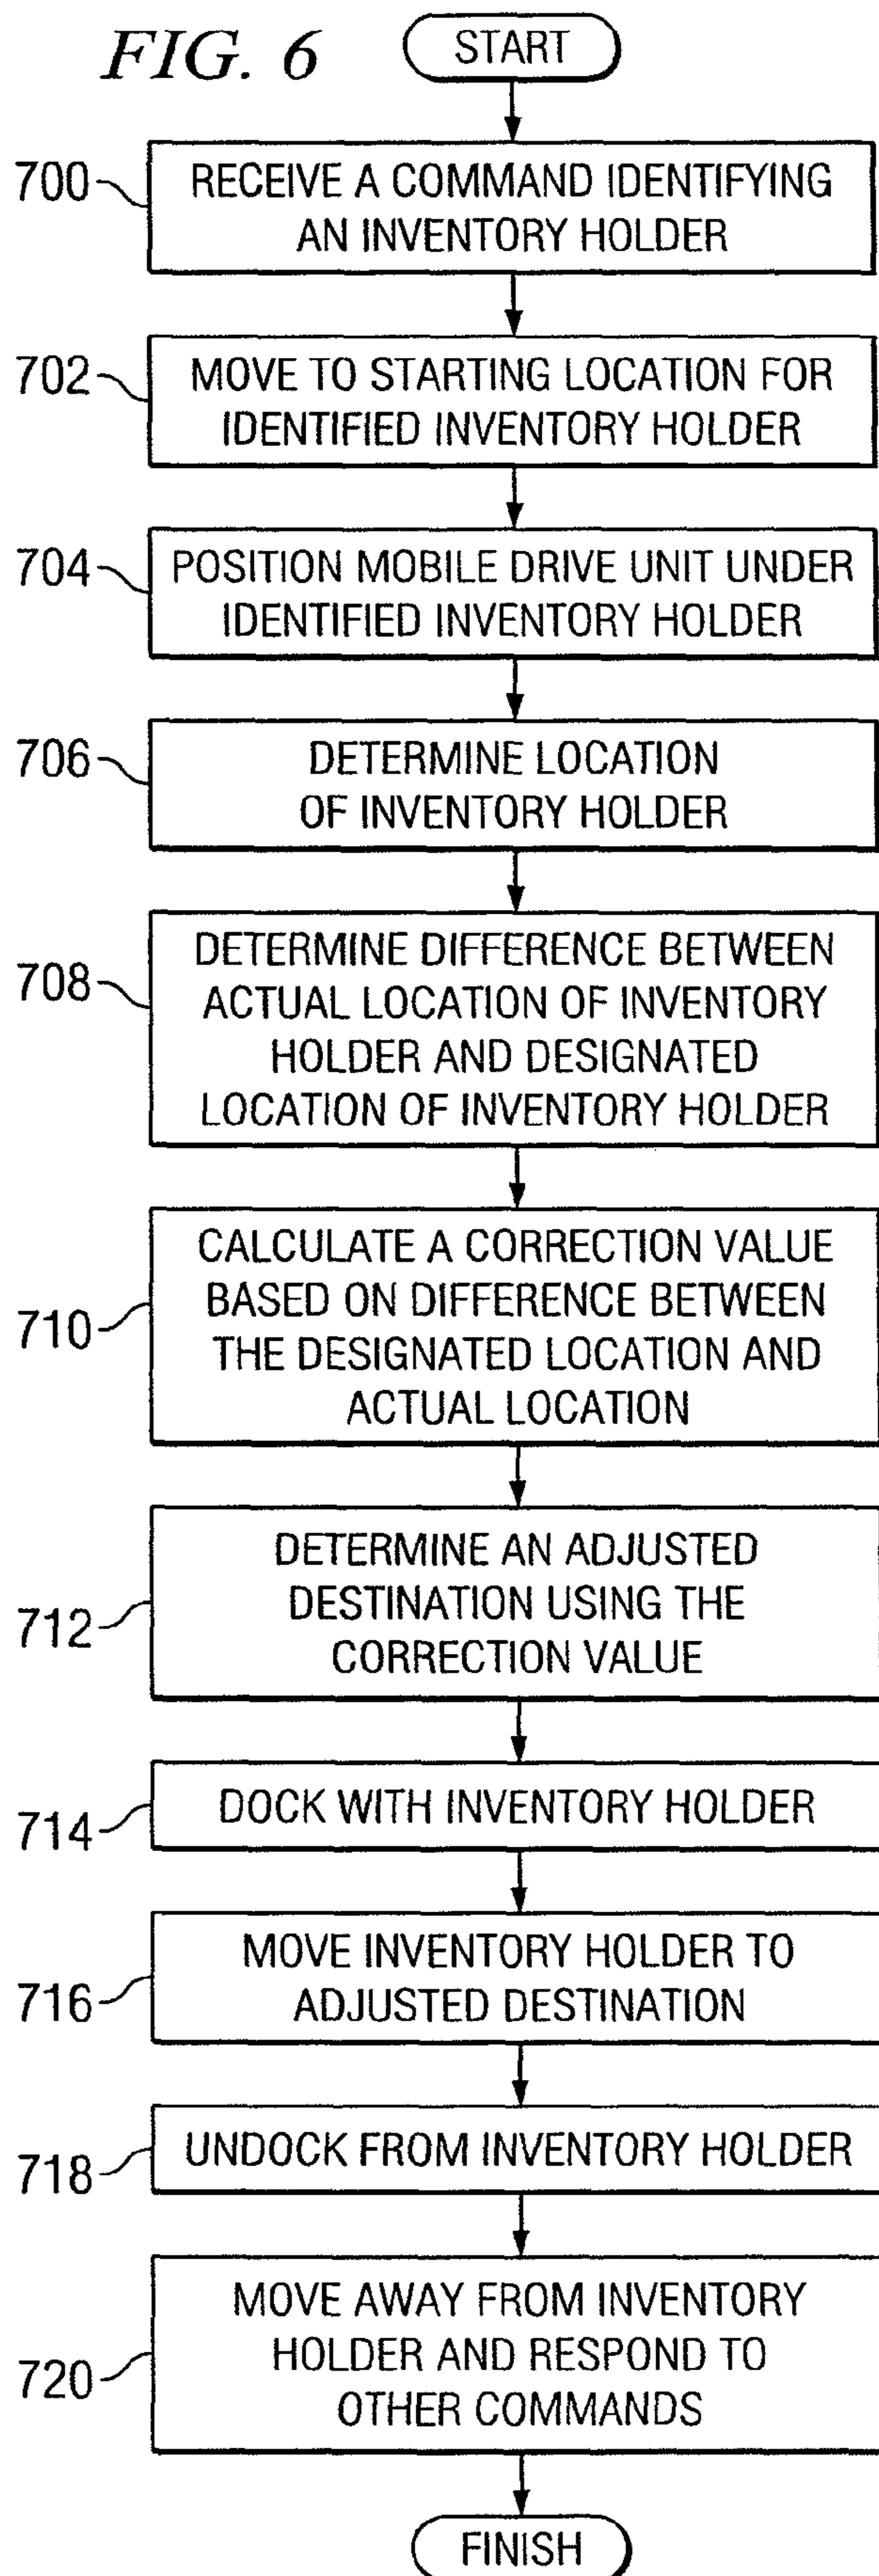 FIG. 6
START
700
RECEIVE A COMMAND IDENTIFYING
AN INVENTORY HOLDER
702
MOVE TO STARTING LOCATION FOR
IDENTIFIED INVENTORY HOLDER
704
POSITION MOBILE DRIVE UNIT UNDER
IDENTIFIED INVENTORY HOLDER
706
DETERMINE LOCATION
OF INVENTORY HOLDER
708
DETERMINE DIFFERENCE BETWEEN
ACTUAL LOCATION OF INVENTORY
HOLDER AND DESIGNATED
LOCATION OF INVENTORY HOLDER
710
CALCULATE A CORRECTION VALUE
BASED ON DIFFERENCE BETWEEN
THE DESIGNATED LOCATION AND
ACTUAL LOCATION
712
DETERMINE AN ADJUSTED
DESTINATION USING THE
CORRECTION VALUE
714
DOCK WITH INVENTORY HOLDER
716
MOVE INVENTORY HOLDER TO
ADJUSTED DESTINATION
718
UNDOCK FROM INVENTORY HOLDER
720
MOVE AWAY FROM INVENTORY
HOLDER AND RESPOND TO
OTHER COMMANDS
FINISH